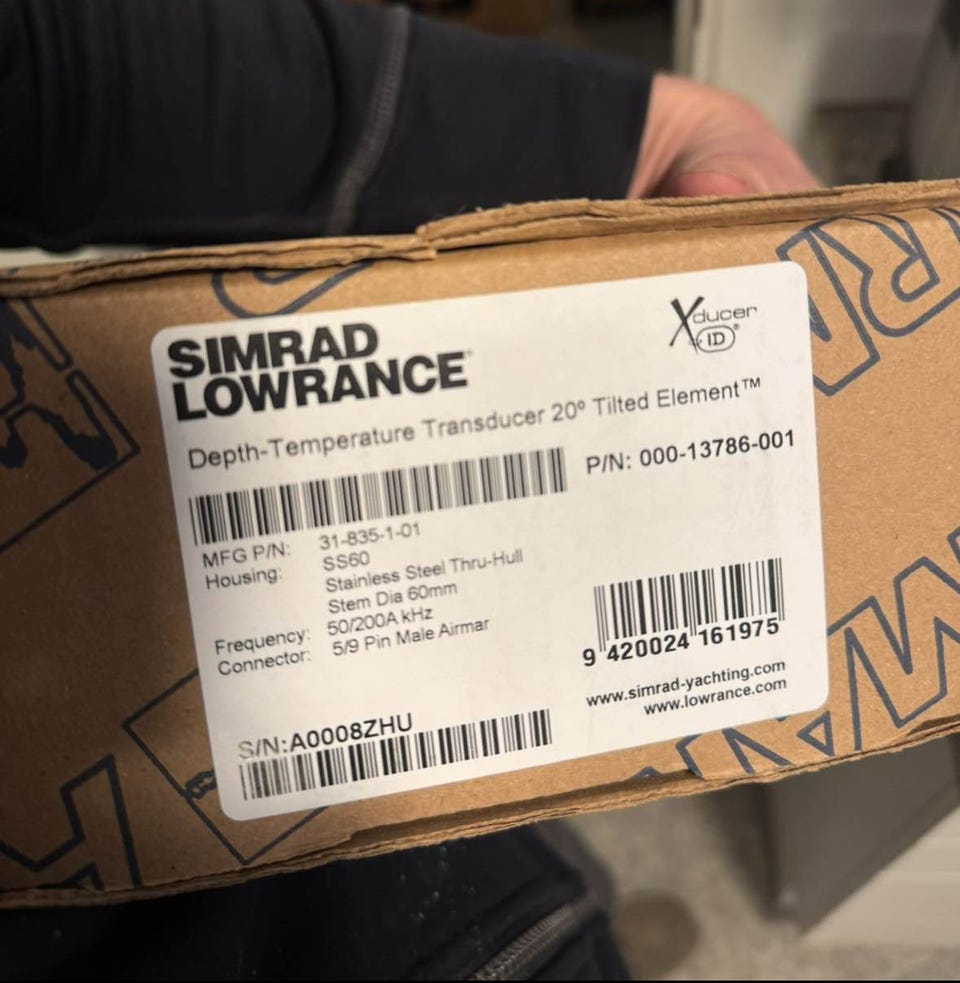 SIMRAD
LOWRANCE
Xducer
ID®
Depth-Temperature Transducer 20º Tilted Element™
P/N: 000-13786-001
MFG P/N: 31-835-1-01
Housing: SS60
Stainless Steel Thru-Hull
Stem Dia 60mm
Frequency: 50/200A kHz
Connector: 5/9 Pin Male Airmar
9 420024 161975
www.simrad-yachting.com
www.lowrance.com
S/N:A0008ZHU